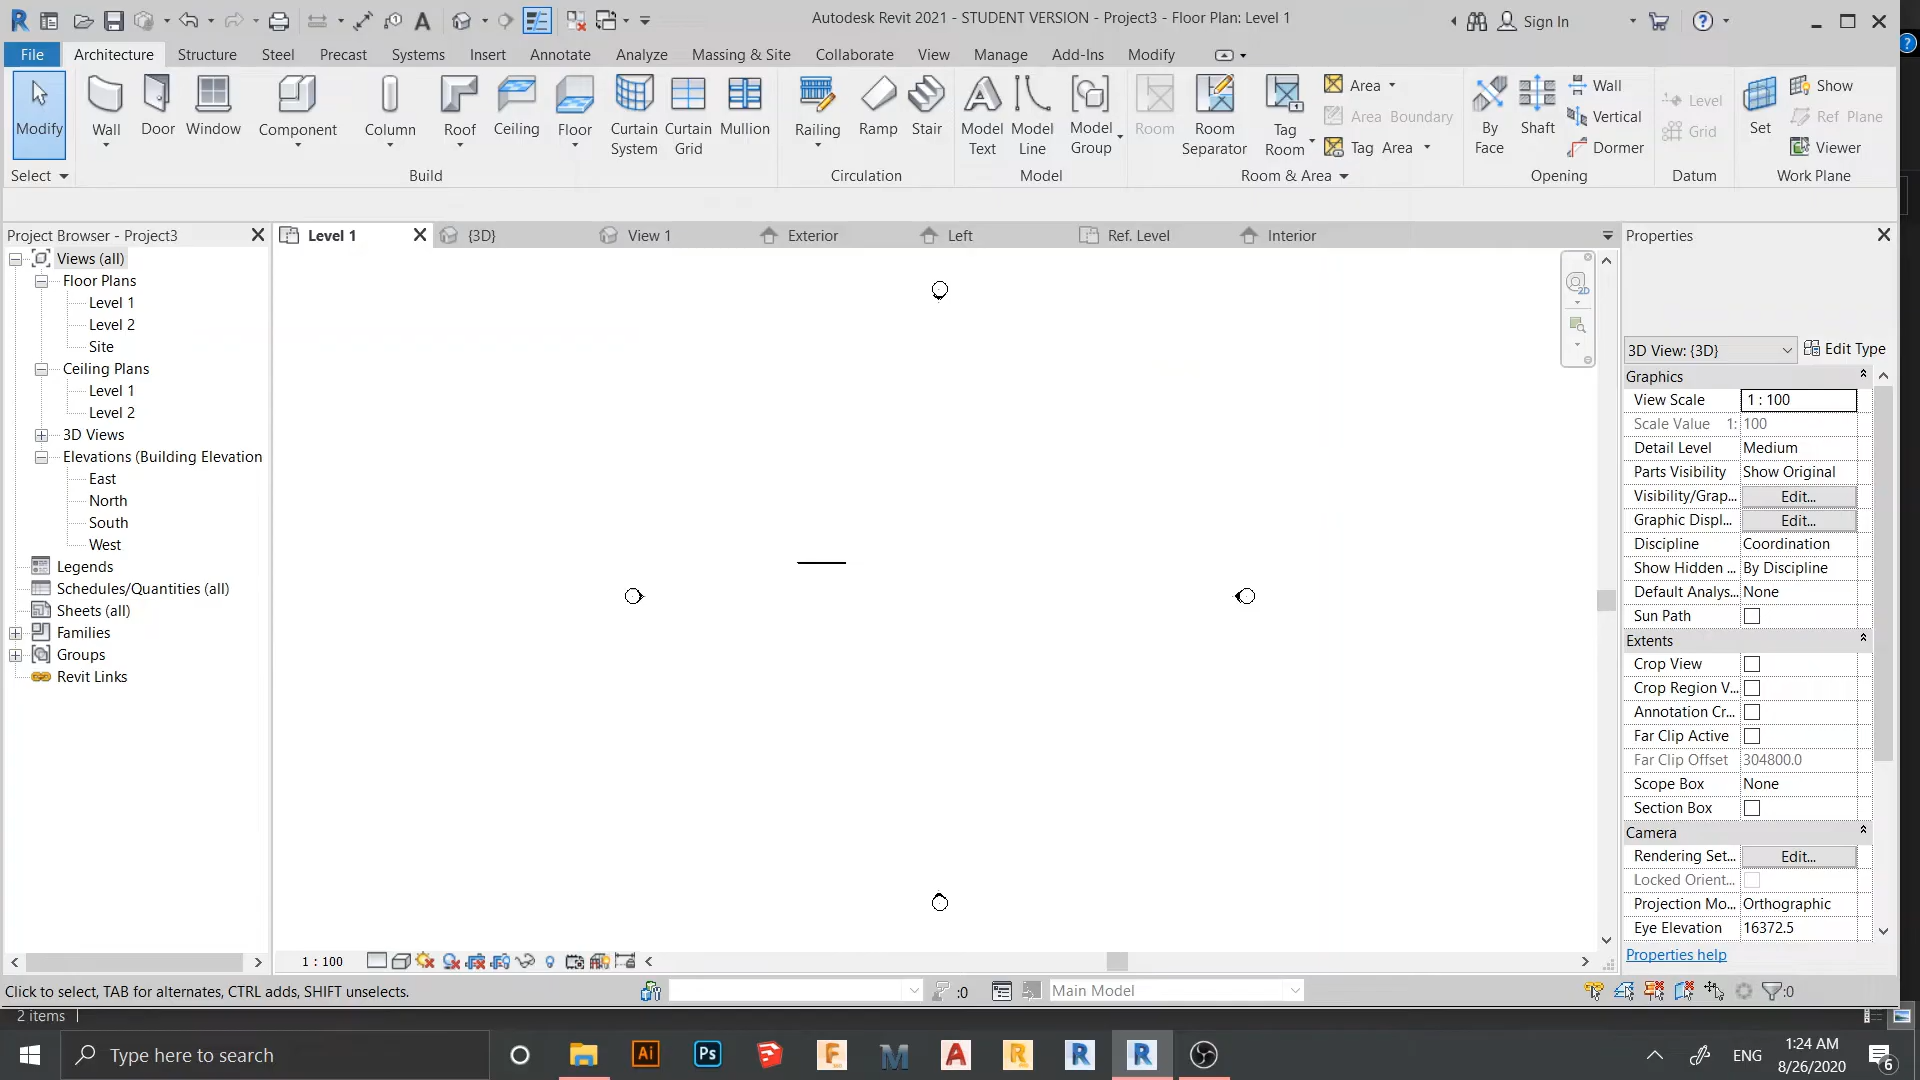 Autodesk Revit 2021 - STUDENT VERSION - Project3 - Floor Plan: Level 1
Sign In
File Architecture Structure Steel Precast Systems Insert Annotate Analyze Massing & Site Collaborate View Manage Add-Ins Modify
Modify
Wall
Door
Window
Component
Column
Roof
Ceiling
Floor
Curtain System
Curtain Grid
Mullion
Railing
Ramp
Stair
Model Text
Model Line
Model Group
Room
Room Separator
Tag Room
Area
Area Boundary
Tag Area
By Face
Shaft
Wall
Vertical
Dormer
Level
Grid
Set
Show
Ref Plane
Viewer
Select Build Circulation Model Room & Area Opening Datum Work Plane
Project Browser - Project3
Views (all)
Floor Plans
Level 1
Level 2
Site
Ceiling Plans
Level 1
Level 2
3D Views
Elevations (Building Elevation
East
North
South
West
Legends
Schedules/Quantities (all)
Sheets (all)
Families
Groups
Revit Links
Level 1 {3D} View 1 Exterior Left Ref. Level Interior
2D
Properties
3D View: {3D} Edit Type
Graphics
View Scale 1 : 100
Scale Value 1: 100
Detail Level Medium
Parts Visibility Show Original
Visibility/Grap... Edit...
Graphic Displ... Edit...
Discipline Coordination
Show Hidden ... By Discipline
Default Analys... None
Sun Path
Extents
Crop View
Crop Region V...
Annotation Cr...
Far Clip Active
Far Clip Offset 304800.0
Scope Box None
Section Box
Camera
Rendering Set... Edit...
Locked Orient...
Projection Mo... Orthographic
Eye Elevation 16372.5
Properties help
1 : 100
Click to select, TAB for alternates, CTRL adds, SHIFT unselects.
:0
Main Model
:0
2 items
Type here to search
Ai
Ps
F
M
A
R
R
R
ENG
1:24 AM
8/26/2020
6